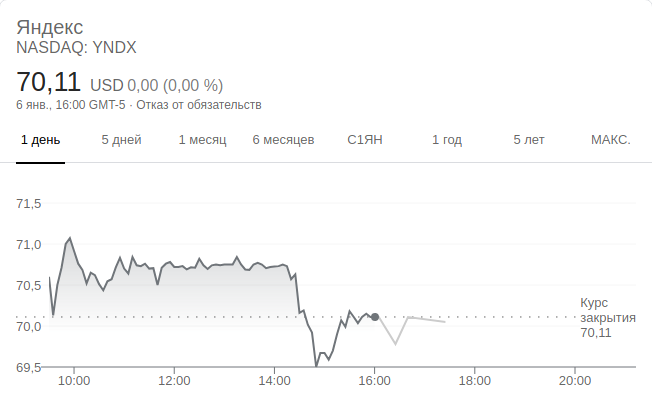 Яндекс
NASDAQ: YNDX
70,11 USD 0,00 (0,00 %)
6 янв., 16:00 GMT-5 · Отказ от обязательств
1 день 5 дней 1 месяц 6 месяцев С1ЯН 1 год 5 лет МАКС.
71,5
71,0
70,5
Курс
закрытия
70,11
70,0
69,5
10:00 12:00 14:00 16:00 18:00 20:00